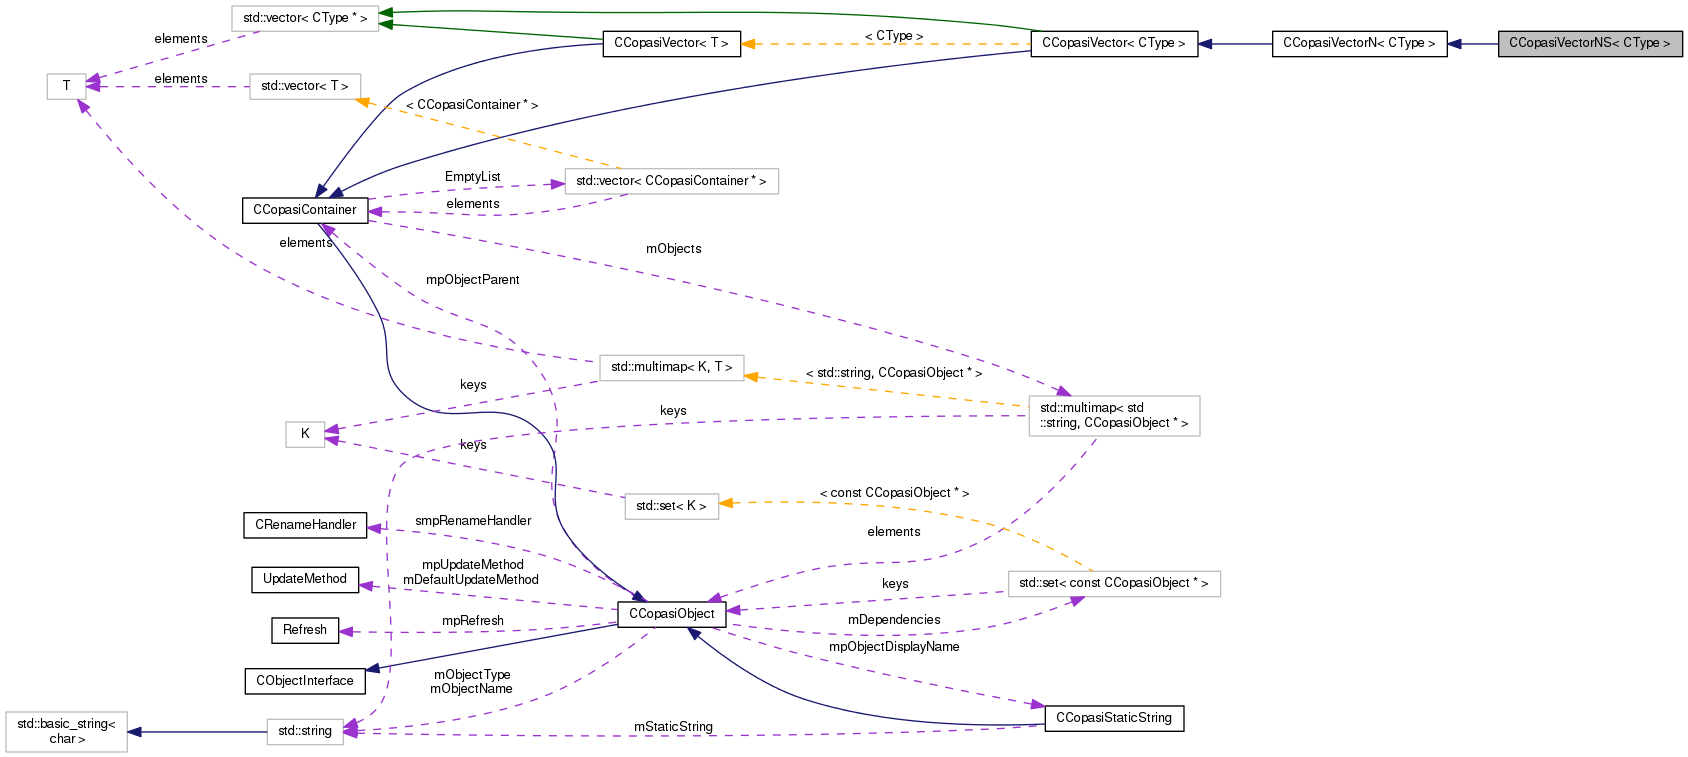 std::vector< CType * >
elements
CCopasiVector< T >
< CType >
CCopasiVector< CType >
CCopasiVectorN< CType >
CCopasiVectorNS< CType >
T
elements
std::vector< T >
< CCopasiContainer * >
EmptyList
std::vector< CCopasiContainer * >
elements
CCopasiContainer
elements
mObjects
mpObjectParent
std::multimap< K, T >
< std::string, CCopasiObject * >
keys
keys
std::multimap< std
::string, CCopasiObject * >
K
keys
std::set< K >
< const CCopasiObject * >
CRenameHandler
smpRenameHandler
elements
mpUpdateMethod
mDefaultUpdateMethod
UpdateMethod
keys
std::set< const CCopasiObject * >
CCopasiObject
mpRefresh
Refresh
mDependencies
mpObjectDisplayName
CObjectInterface
mObjectType
mObjectName
std::basic_string<
char >
std::string
mStaticString
CCopasiStaticString